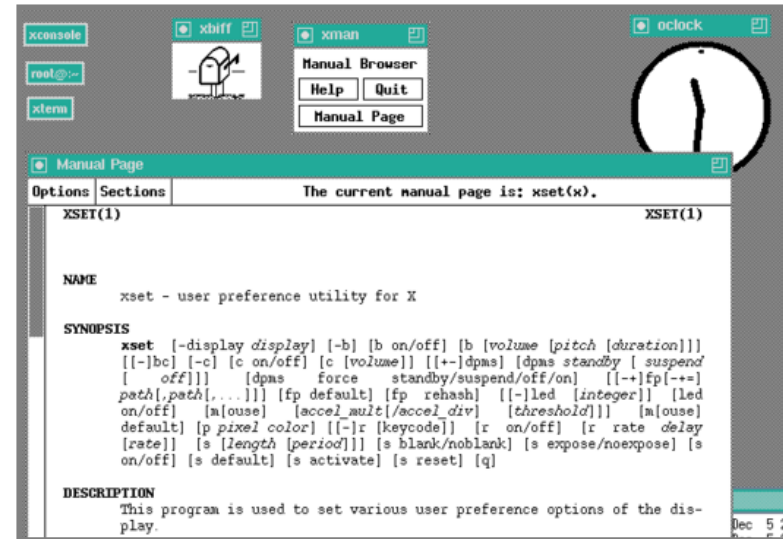 xconsole
root@:~
xterm
xbiff
xman
Manual Browser
Help Quit
Manual Page
oclock
Manual Page
Options Sections The current manual page is: xset(x).
XSET(1) XSET(1)
NAME
xset - user preference utility for X
SYNOPSIS
xset [-display display] [-b] [b on/off] [b [volume [pitch [duration]]]
[[-]bc] [-c] [c on/off] [c [volume]] [[+-]dpms] [dpms standby [ suspend
[ off]]] [dpms force standby/suspend/off/on] [[-+]fp[-+=]
path[,path[,...]]] [fp default] [fp rehash] [[-]led [integer]] [led
on/off] [m[ouse] [accel_mult[/accel_div] [threshold]]] [m[ouse]
default] [p pixel color] [[-]r [keycode]] [r on/off] [r rate delay
[rate]] [s [length [period]]] [s blank/noblank] [s expose/noexpose] [s
on/off] [s default] [s activate] [s reset] [q]
DESCRIPTION
This program is used to set various user preference options of the dis-
play.
Dec 5